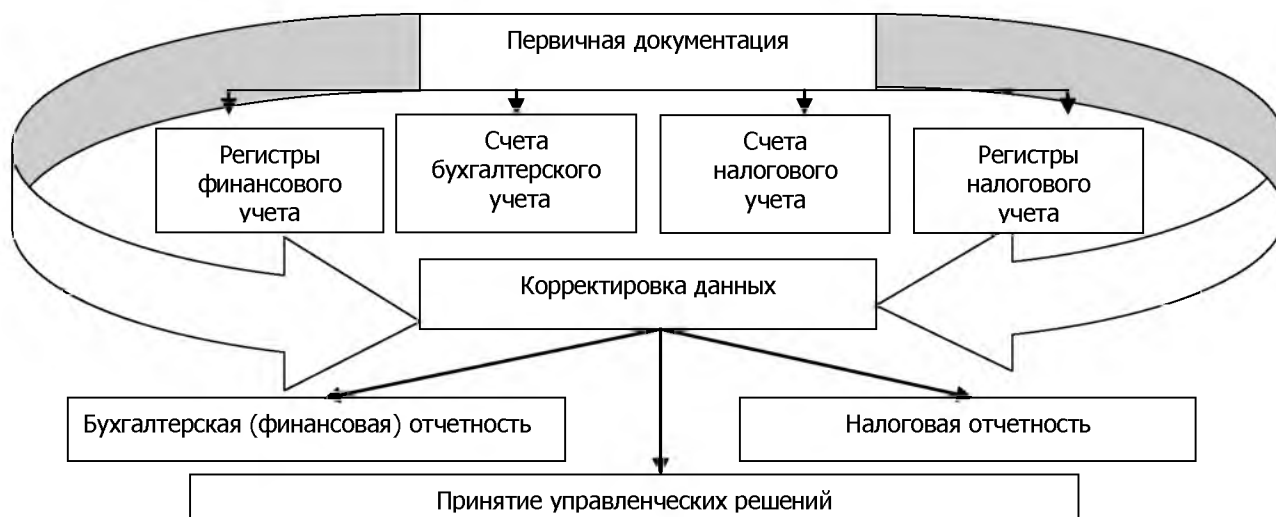 Первичная документация
Регистры
финансового
учета
Счета
бухгалтерского
учета
Счета
налогового
учета
Регистры
налогового
учета
Корректировка данных
Бухгалтерская (финансовая) отчетность
Налоговая отчетность
Принятие управленческих решений